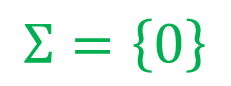 Σ = {0}